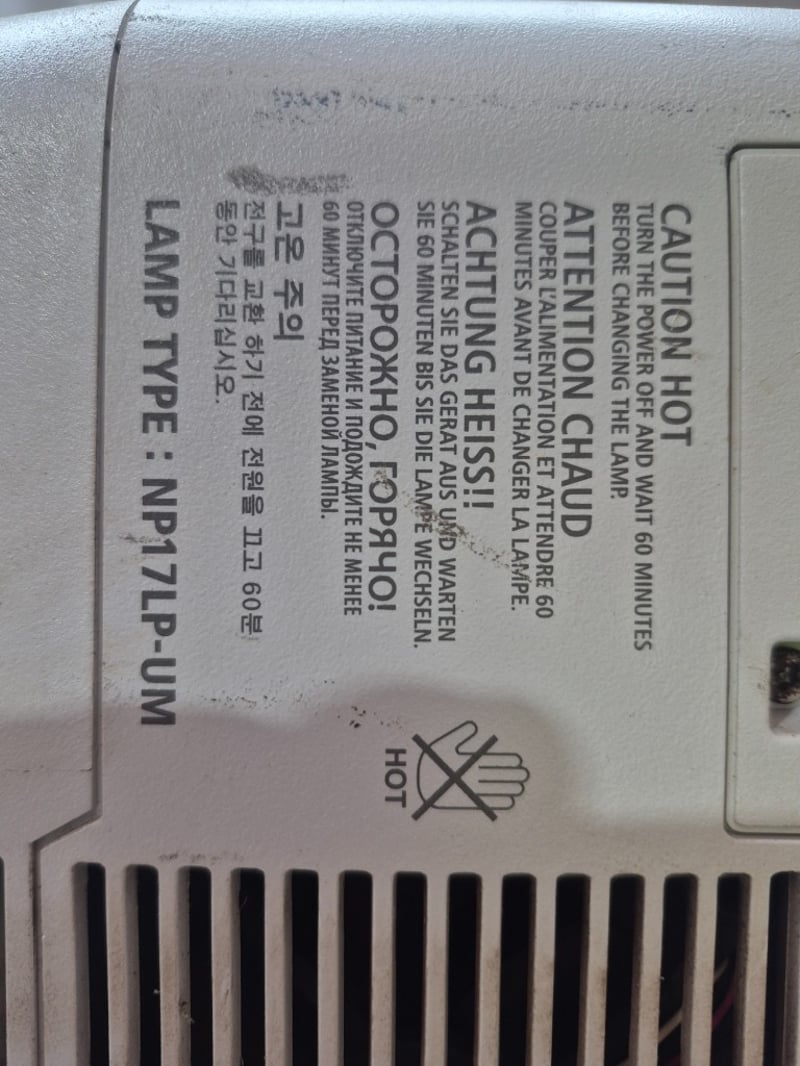 CAUTION HOT
TURN THE POWER OFF AND WAIT 60 MINUTES
BEFORE CHANGING THE LAMP.
ATTENTION CHAUD
COUPER L'ALIMENTATION ET ATTENDRE 60
MINUTES AVANT DE CHANGER LA LAMPE.
ACHTUNG HEISS!!
SCHALTEN SIE DAS GERAT AUS UND WARTEN
SIE 60 MINUTEN BIS SIE DIE LAMPE WECHSELN.
ОСТОРОЖНО, ГОРЯЧО!
ОТКЛЮЧИТЕ ПИТАНИЕ И ПОДОЖДИТЕ НЕ МЕНЕЕ
60 МИНУТ ПЕРЕД ЗАМЕНОЙ ЛАМПЫ.
고온 주의
전구를 교환 하기 전에 전원을 끄고 60분
동안 기다리십시오.
LAMP TYPE : NP17LP-UM
HOT